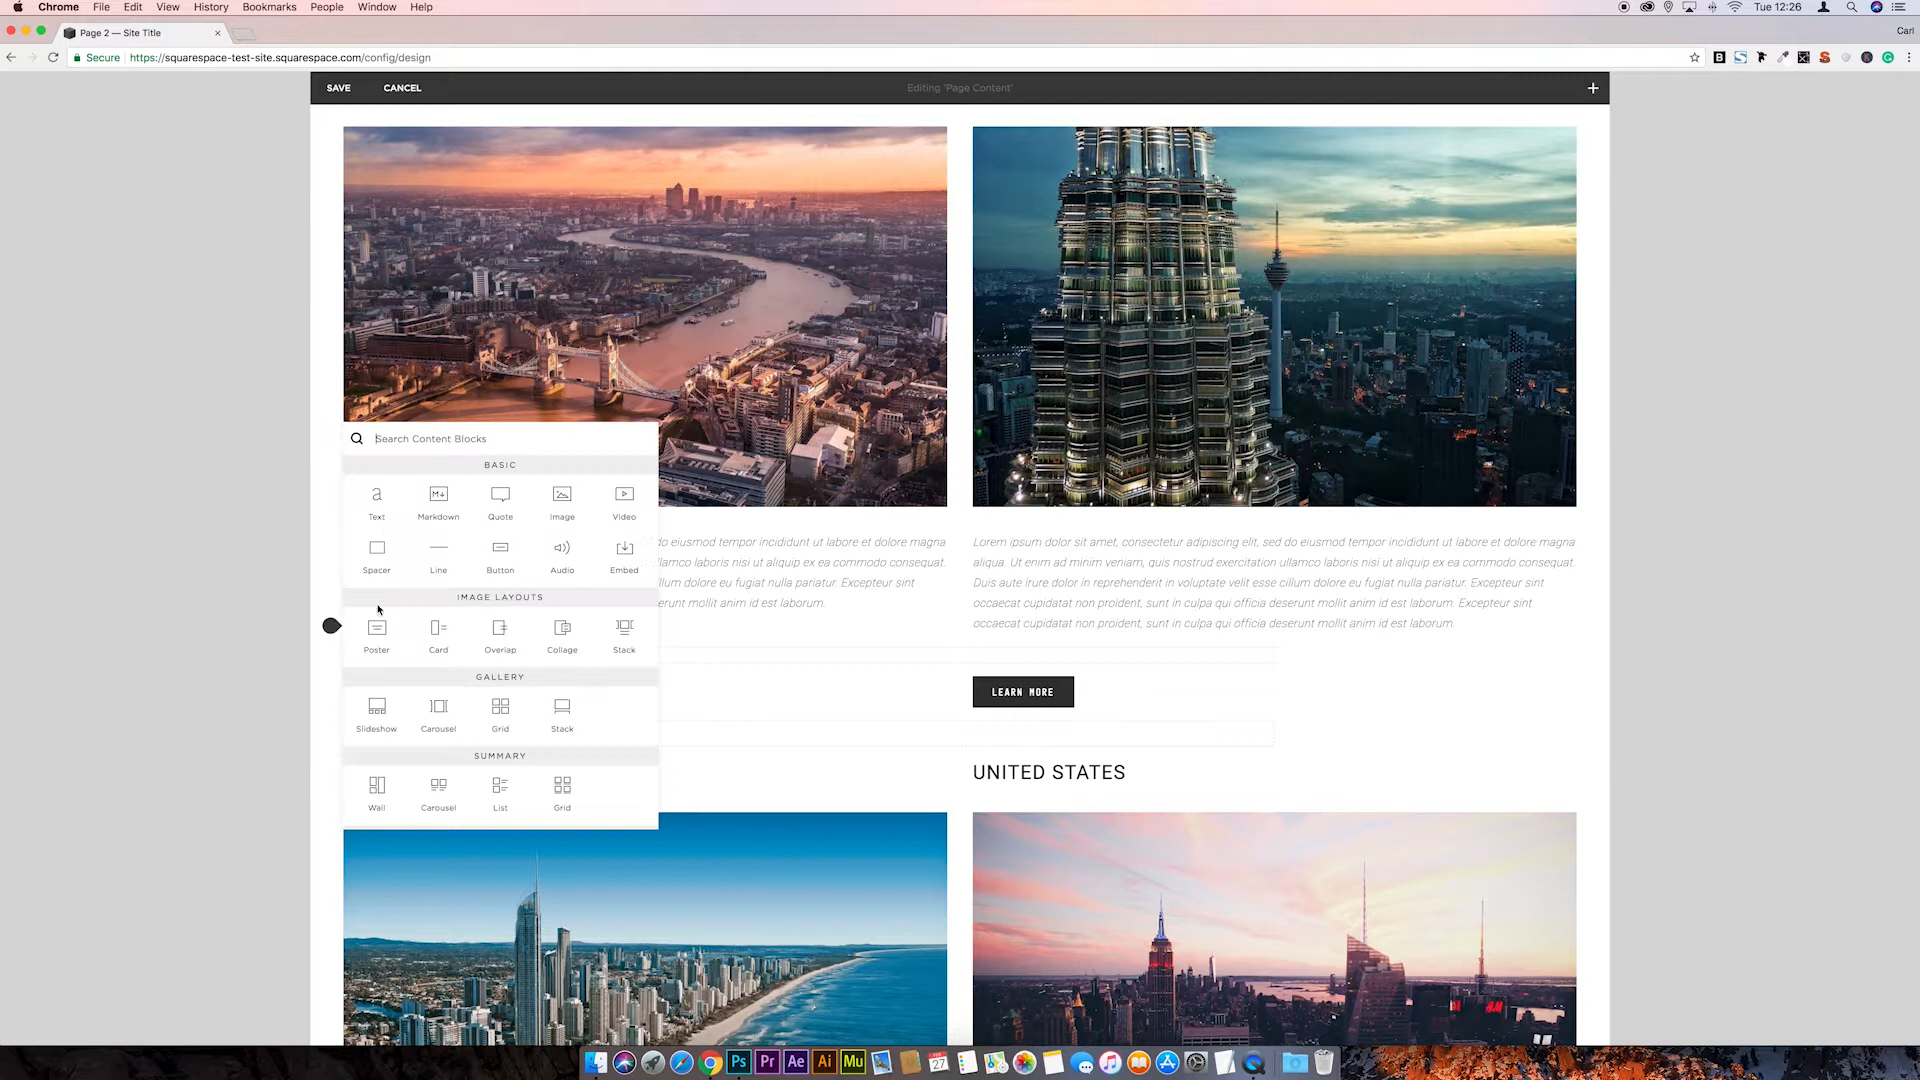 Chrome File Edit View History Bookmarks People Window Help
Tue 12:26
Page 2 — Site Title
Carl
Secure https://squarespace-test-site.squarespace.com/config/design
SAVE CANCEL Editing 'Page Content'
Search Content Blocks
BASIC
Text Markdown Quote Image Video
Spacer Line Button Audio Embed
IMAGE LAYOUTS
Poster Card Overlap Collage Stack
GALLERY
Slideshow Carousel Grid Stack
SUMMARY
Wall Carousel List Grid
do eiusmod tempor incididunt ut labore et dolore magna
llamco laboris nisi ut aliquip ex ea commodo consequat.
illum dolore eu fugiat nulla pariatur. Excepteur sint
erunt mollit anim id est laborum.
Lorem ipsum dolor sit amet, consectetur adipiscing elit, sed do eiusmod tempor incididunt ut labore et dolore magna
aliqua. Ut enim ad minim veniam, quis nostrud exercitation ullamco laboris nisi ut aliquip ex ea commodo consequat.
Duis aute irure dolor in reprehenderit in voluptate velit esse cillum dolore eu fugiat nulla pariatur. Excepteur sint
occaecat cupidatat non proident, sunt in culpa qui officia deserunt mollit anim id est laborum. Excepteur sint
occaecat cupidatat non proident, sunt in culpa qui officia deserunt mollit anim id est laborum.
LEARN MORE
UNITED STATES
H&M
Ps Pr Ae Ai Mu
FEB
27